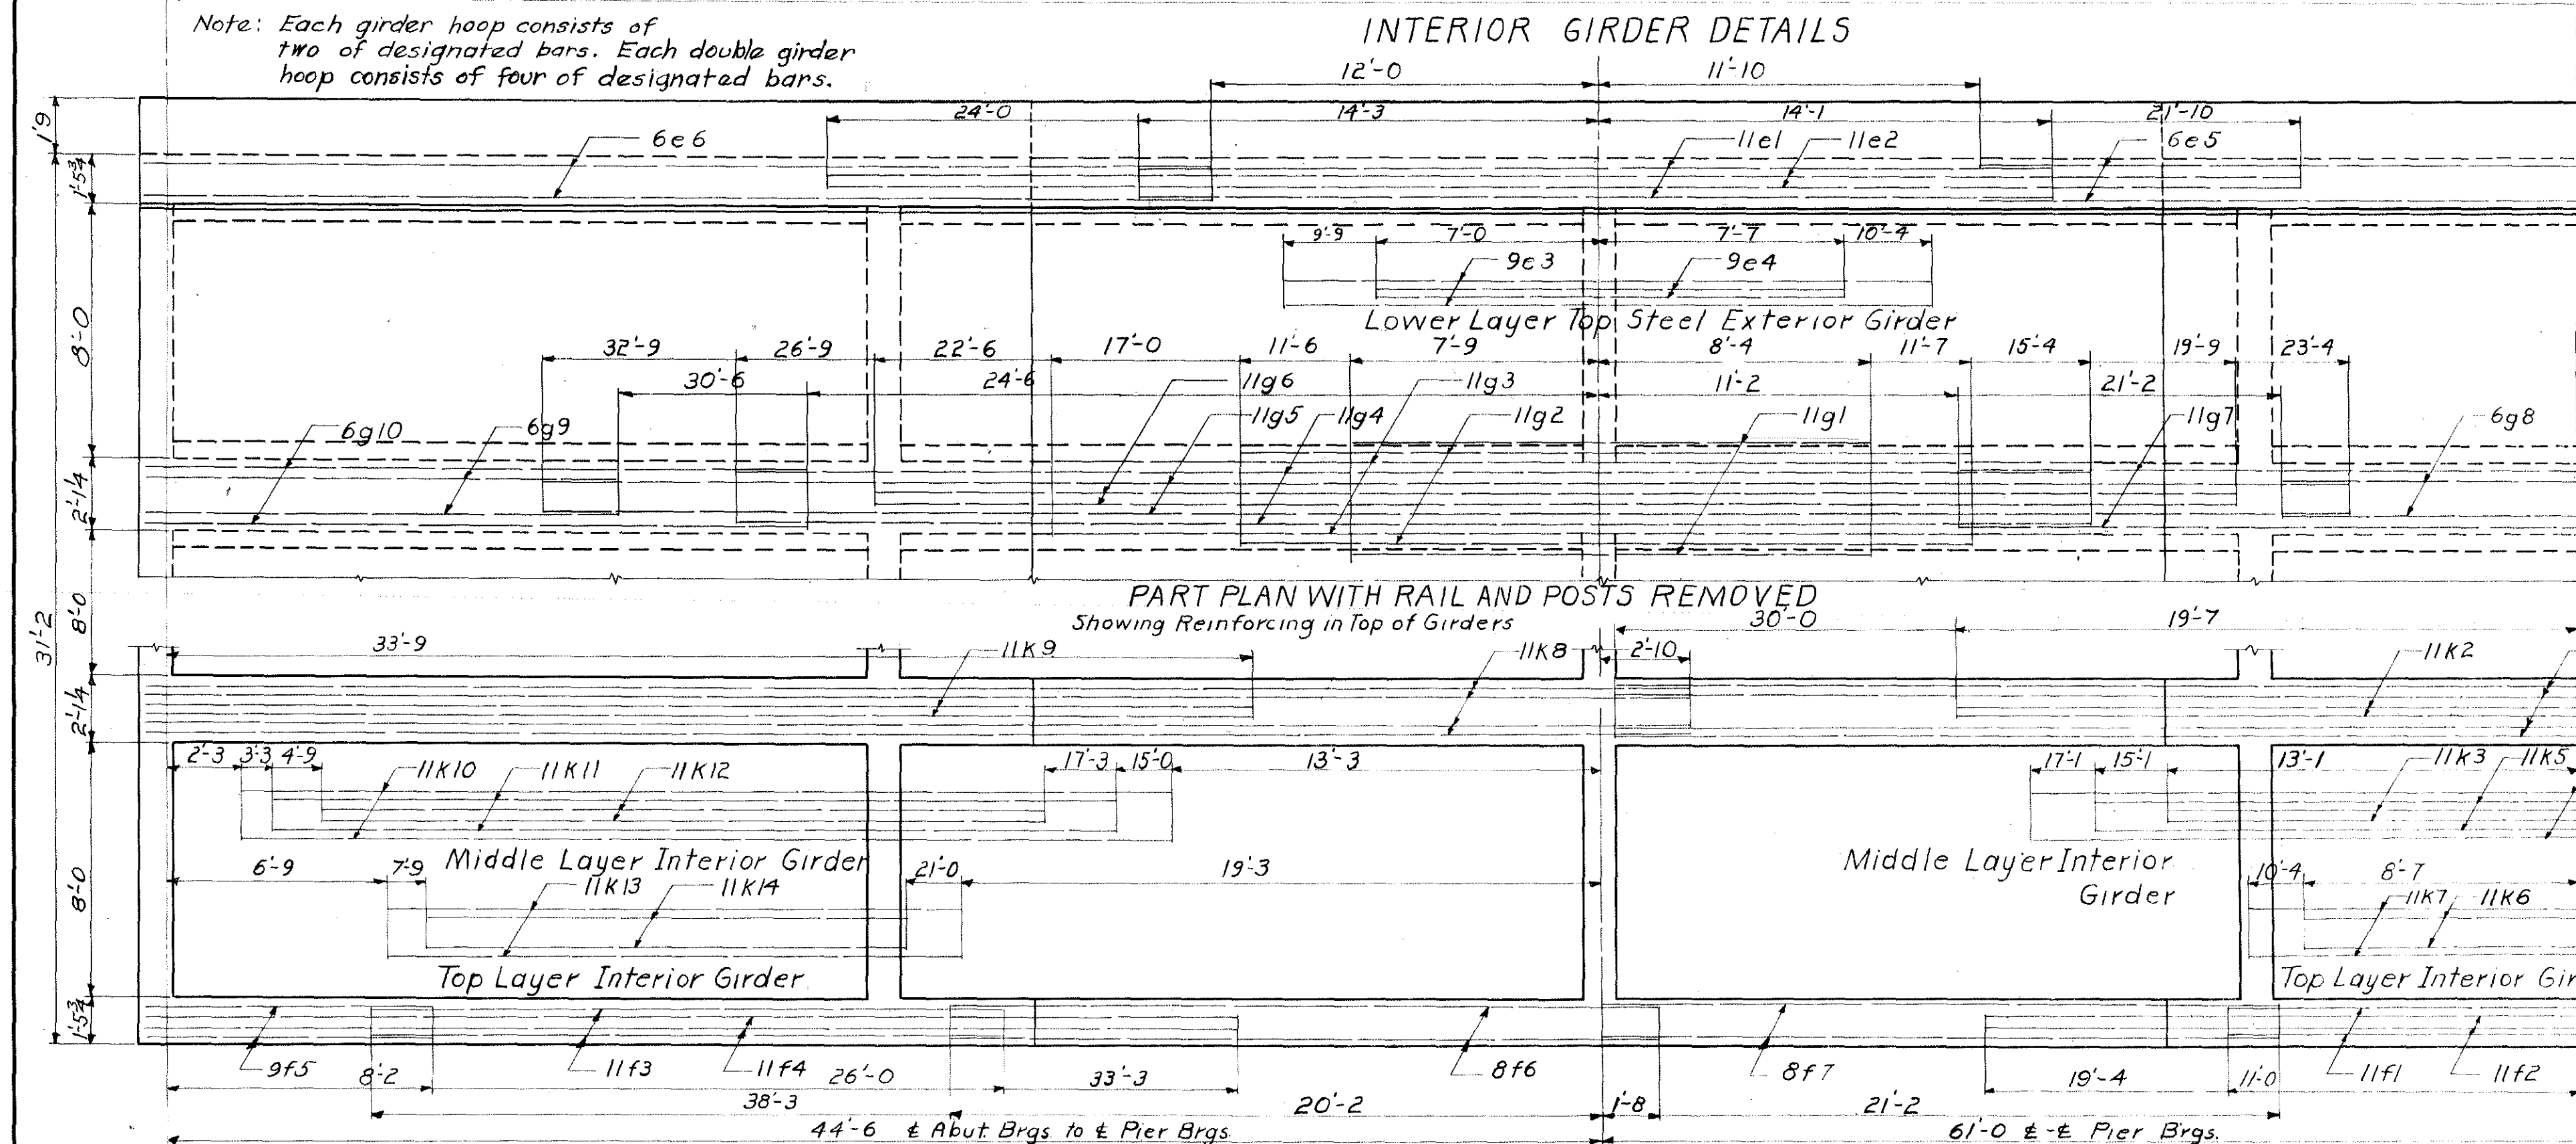 Note: Each girder hoop consists of
two of designated bars. Each double girder
hoop consists of four of designated bars.
INTERIOR GIRDER DETAILS
12'-0 11'-10
24'-0 14'-3 14'-1 21'-10
1'9
1'-5¾
6e6 11e1 11e2 6e5
9'-9 7'-0 7'-7 10'-4
9e3 9e4
Lower Layer Top Steel Exterior Girder
8'-0
32'-9 26'-9 22'-6 17'-0 11'-6 7'-9 8'-4 11'-7 15'-4 19'-9 23'-4
30'-6 24'-6 11'-2 21'-2
11g6 11g3
6g10 6g9 11g5 11g4 11g2 11g1 11g7 6g8
2'-1¼
PART PLAN WITH RAIL AND POSTS REMOVED
Showing Reinforcing in Top of Girders
31'-2
8'-0
30'-0 19'-7
33'-9 11K9 11K8 2'-10 11K2
2'-1¼
2'-3 3'-3 4'-9 17'-3 15'-0 13'-3 17'-1 15'-1 13'-1
11K10 11K11 11K12 11K3 11K5
Middle Layer Interior Girder
Middle Layer Interior
Girder
8'-0
6'-9 7'-9 21'-0 19'-3 10'-4 8'-7
11K13 11K14 11K7 11K6
Top Layer Interior Girder
Top Layer Interior Gir
1'-5¾
9f5 11f3 11f4 8f6 8f7 11f1 11f2
8'-2 26'-0 33'-3 19'-4 11'-0
38'-3 20'-2 1'-8 21'-2
44'-6 ℄ Abut. Brgs. to ℄ Pier Brgs.
61'-0 ℄-℄ Pier Brgs.